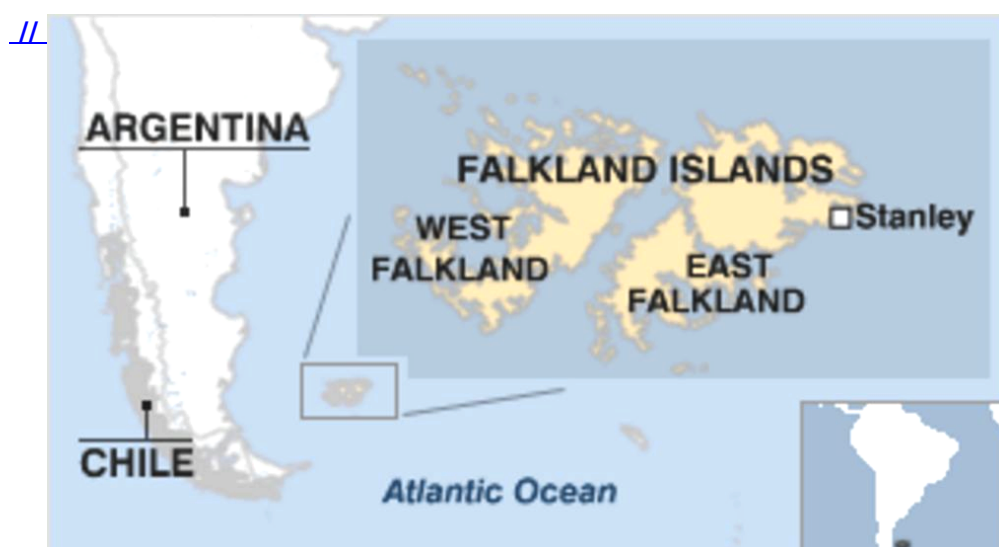 //
ARGENTINA
FALKLAND ISLANDS
WEST
FALKLAND
Stanley
EAST
FALKLAND
CHILE
Atlantic Ocean